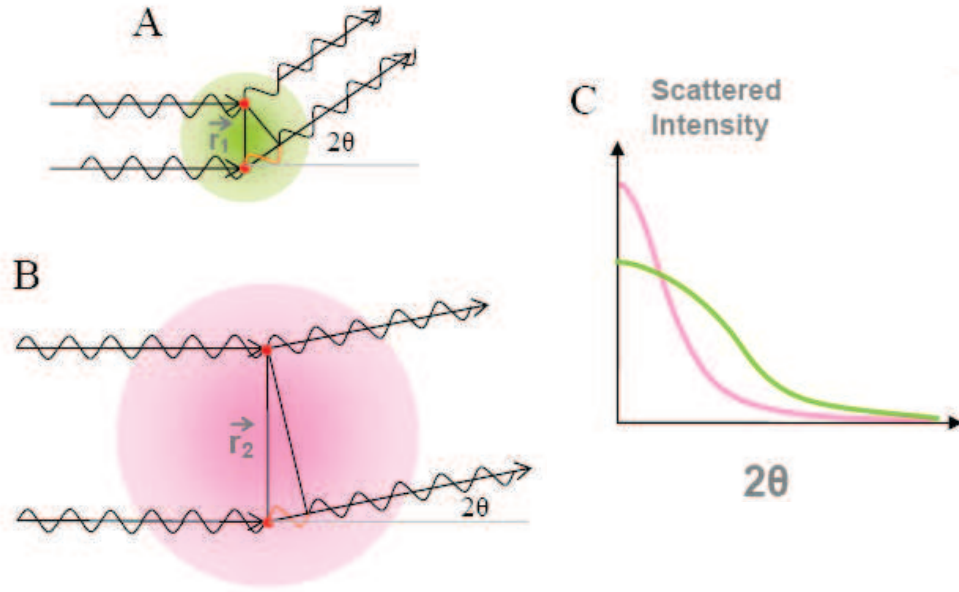 A
r₁
2θ
B
r₂
2θ
C
Scattered
Intensity
2θ